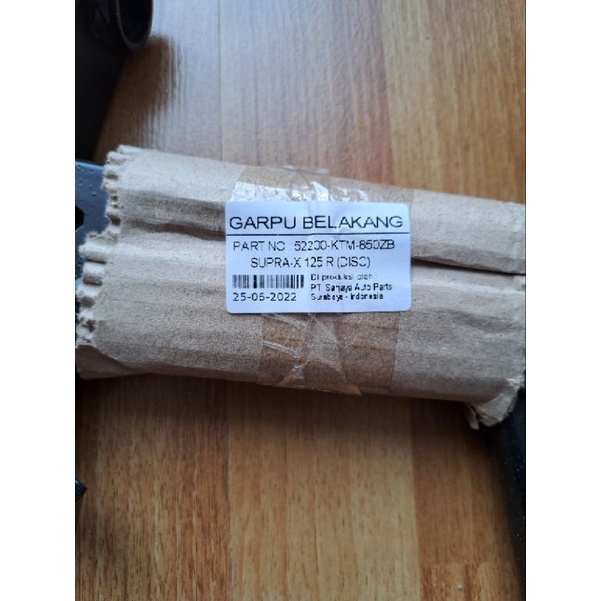 GARPU BELAKANG
PART NO : 52200-KTM-850ZB
SUPRA-X 125 R (DISC)
Di produksi oleh :
PT. Sanjaya Auto Parts
25-06-2022
Surabaya - Indonesia